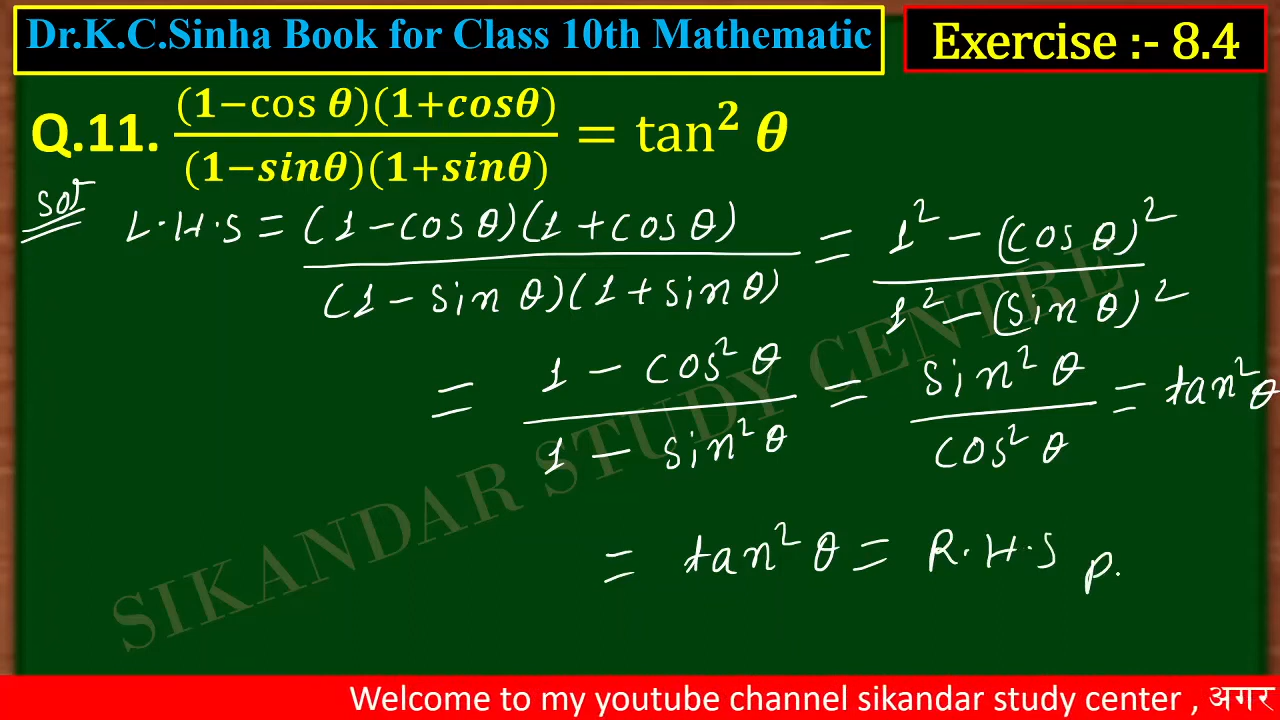 Dr.K.C.Sinha Book for Class 10th Mathematic
Exercise :- 8.4
Q.11. (1−cos θ)(1+cosθ) / (1−sinθ)(1+sinθ) = tan² θ
Sol
L.H.S = (1 − cos θ)(1 + cos θ) / (1 − sin θ)(1 + sin θ) = 1² − (cos θ)² / 1² − (sin θ)²
= 1 − cos² θ / 1 − sin² θ = sin² θ / cos² θ = tan² θ
= tan² θ = R.H.S p.
SIKANDAR STUDY CENTRE
Welcome to my youtube channel sikandar study center , अगर